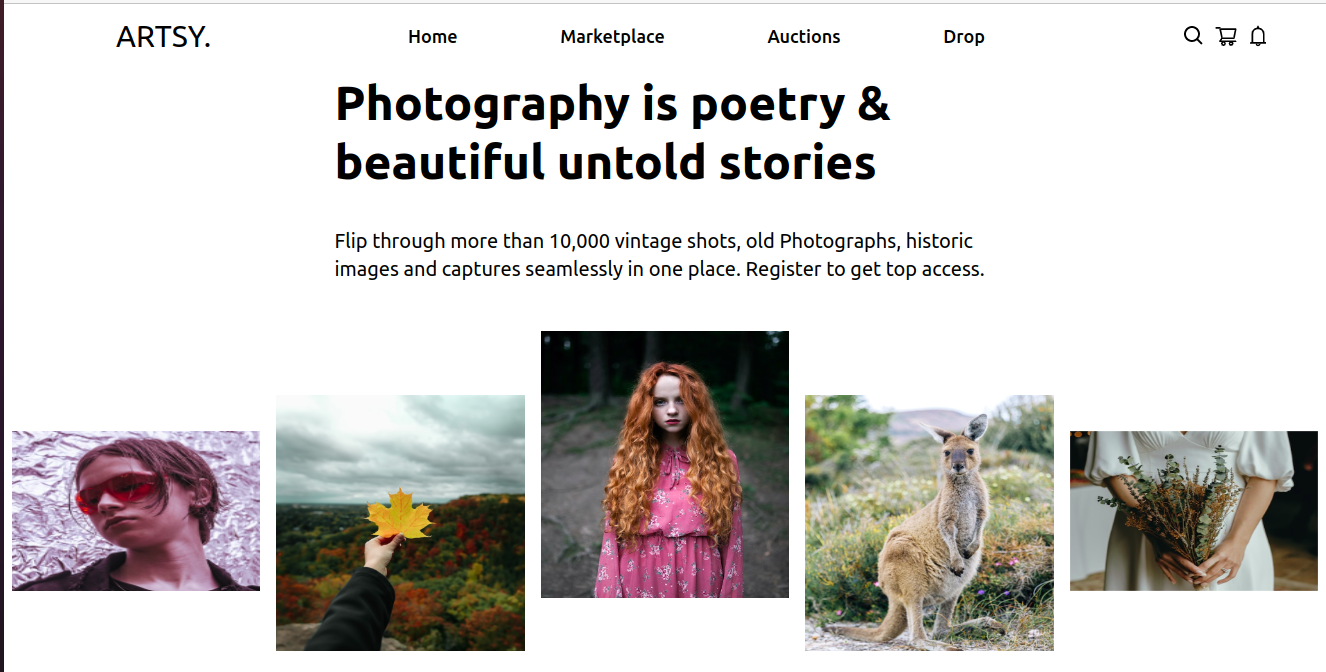 ARTSY.
Home Marketplace Auctions Drop
Photography is poetry &
beautiful untold stories
Flip through more than 10,000 vintage shots, old Photographs, historic
images and captures seamlessly in one place. Register to get top access.